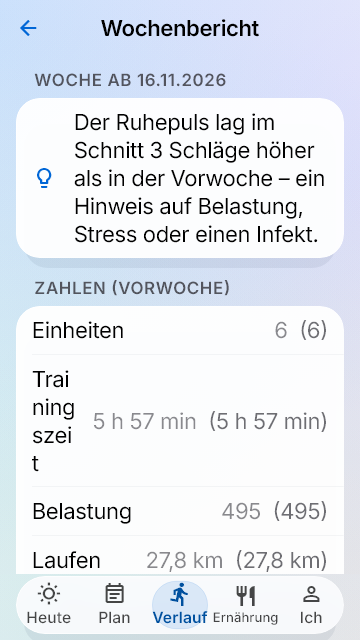 Wochenbericht
WOCHE AB 16.11.2026
Der Ruhepuls lag im
Schnitt 3 Schläge höher
als in der Vorwoche – ein
Hinweis auf Belastung,
Stress oder einen Infekt.
ZAHLEN (VORWOCHE)
Einheiten 6 (6)
Trai
ning
szei
t
5 h 57 min (5 h 57 min)
Belastung 495 (495)
Laufen 27,8 km (27,8 km)
Heute Plan Verlauf Ernährung Ich